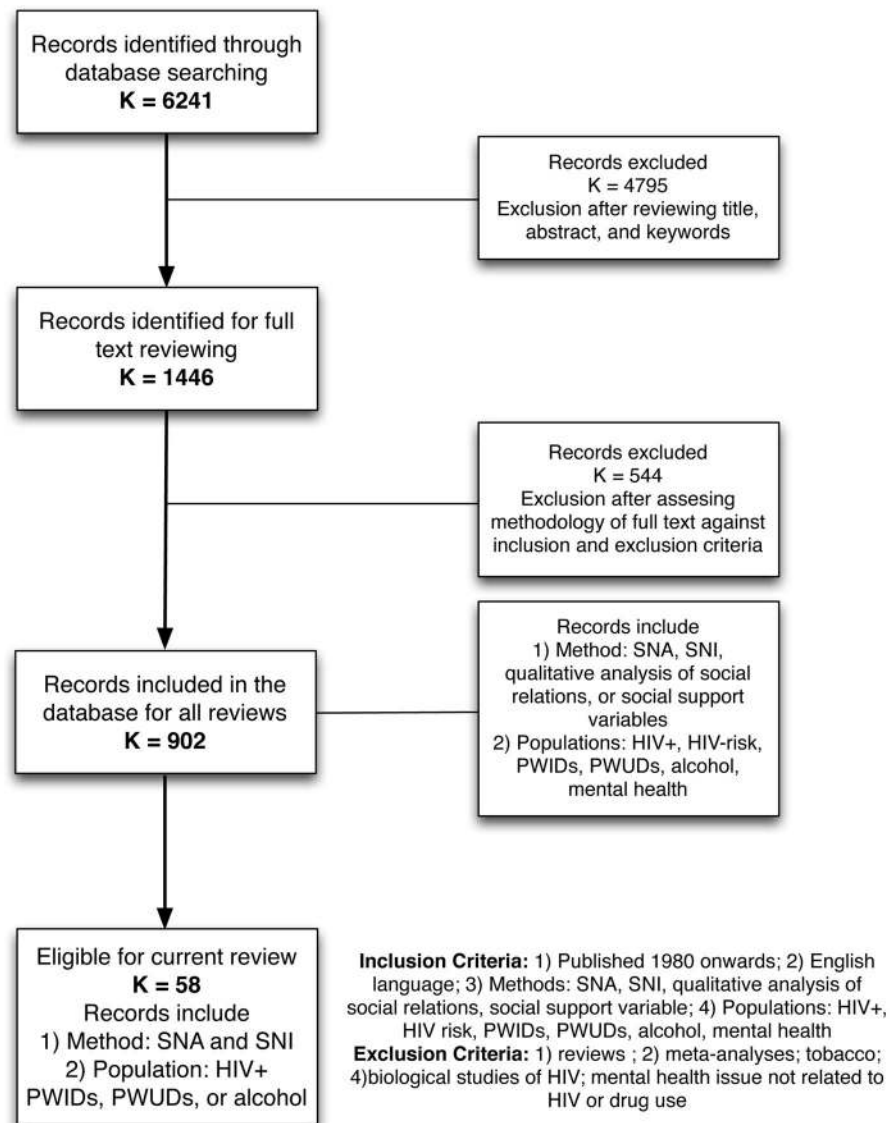 Records identified through
database searching
K = 6241
Records excluded
K = 4795
Exclusion after reviewing title,
abstract, and keywords
Records identified for full
text reviewing
K = 1446
Records excluded
K = 544
Exclusion after assesing
methodology of full text against
inclusion and exclusion criteria
Records included in the
database for all reviews
K = 902
Records include
1) Method: SNA, SNI,
qualitative analysis of social
relations, or social support
variables
2) Populations: HIV+, HIV-risk,
PWIDs, PWUDs, alcohol,
mental health
Eligible for current review
K = 58
Records include
1) Method: SNA and SNI
2) Population: HIV+
PWIDs, PWUDs, or alcohol
Inclusion Criteria: 1) Published 1980 onwards; 2) English
language; 3) Methods: SNA, SNI, qualitative analysis of
social relations, social support variable; 4) Populations: HIV+,
HIV risk, PWIDs, PWUDs, alcohol, mental health
Exclusion Criteria: 1) reviews ; 2) meta-analyses; tobacco;
4)biological studies of HIV; mental health issue not related to
HIV or drug use